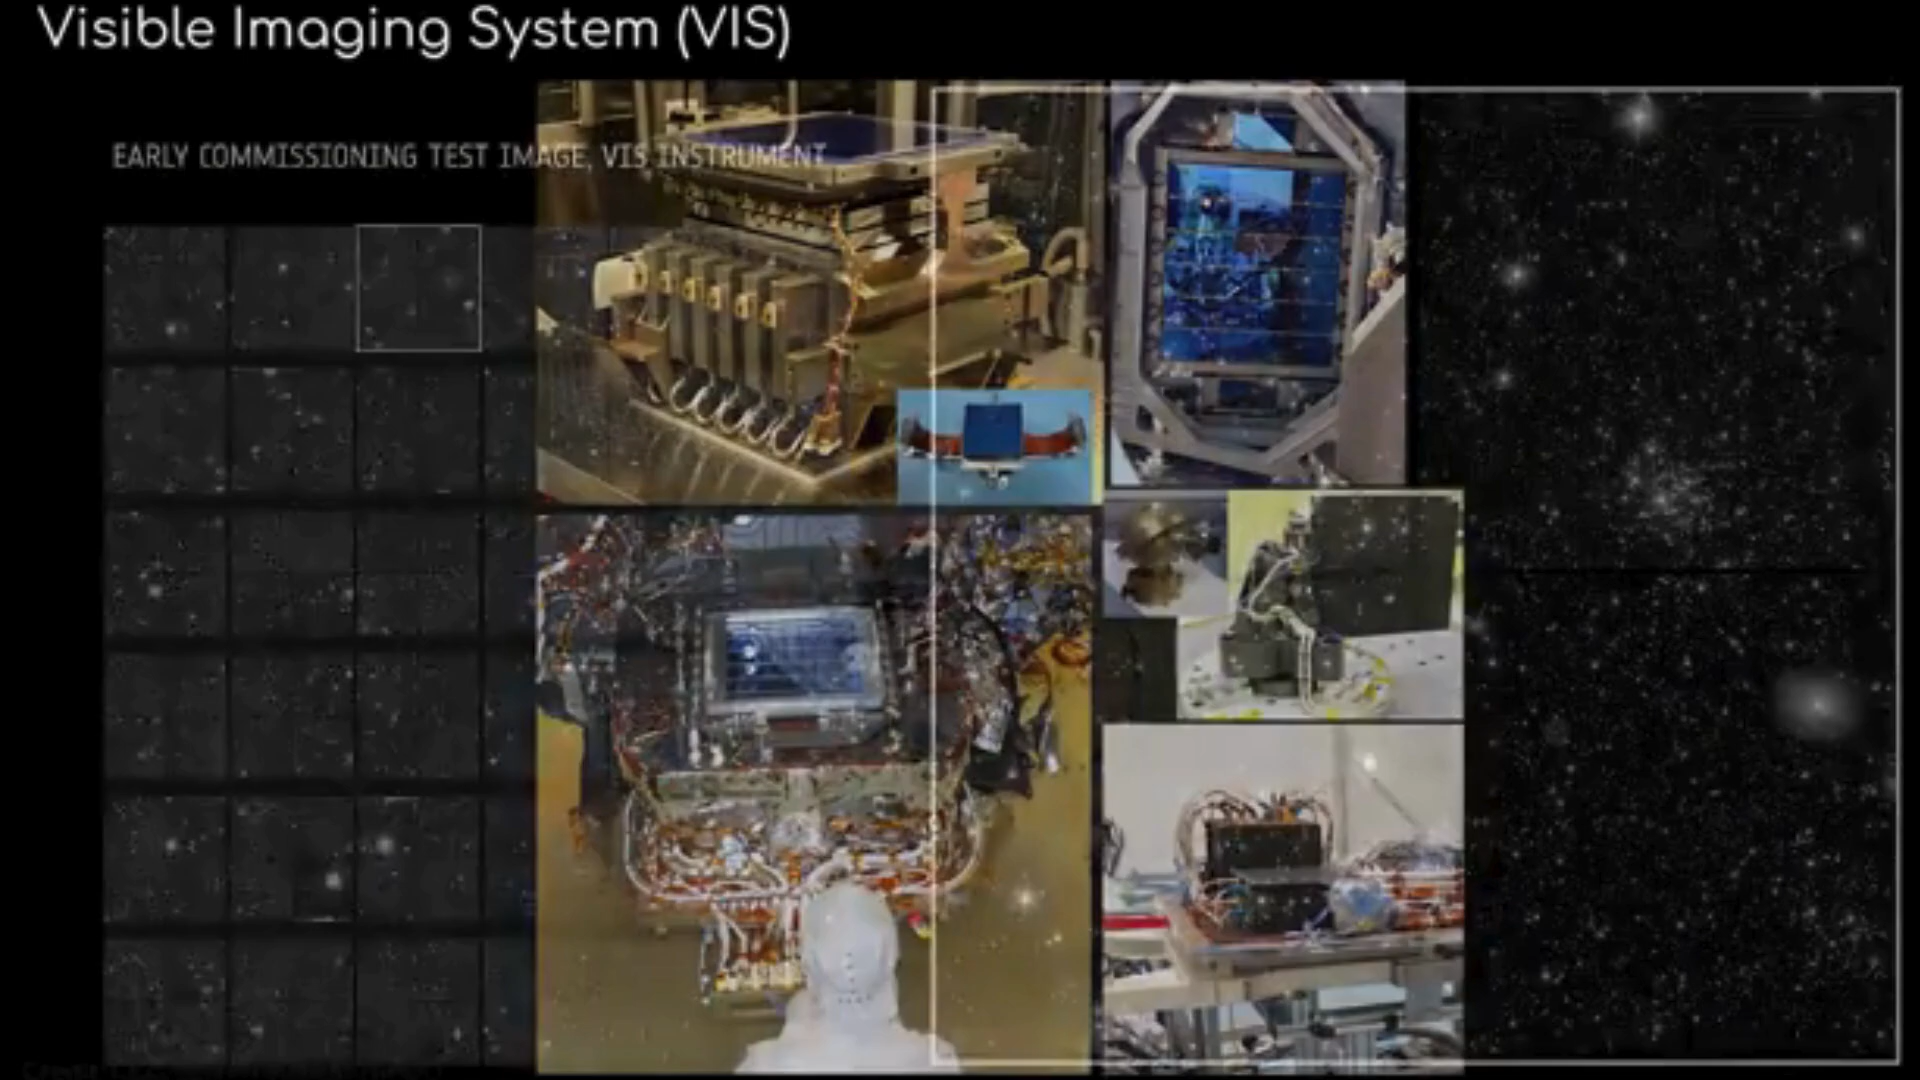 Visible Imaging System (VIS)
EARLY COMMISSIONING TEST IMAGE, VIS INSTRUMENT